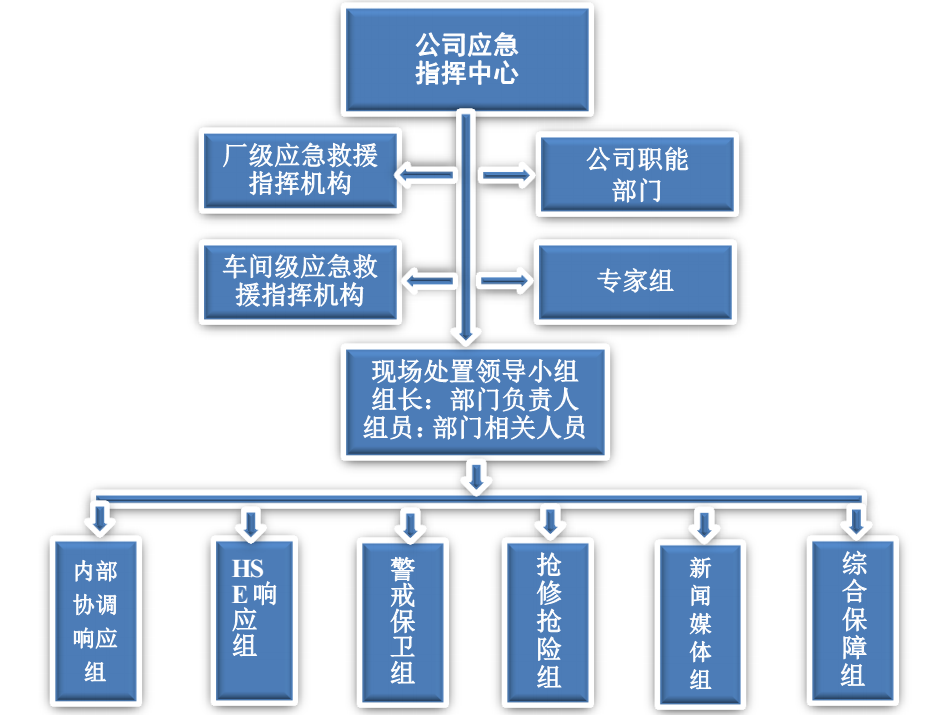 公司应急
指挥中心
厂级应急救援
指挥机构
公司职能
部门
车间级应急救
援指挥机构
专家组
现场处置领导小组
组长：部门负责人
组员：部门相关人员
内部
协调
响应
组
HS
E响
应
组
警
戒
保
卫
组
抢
修
抢
险
组
新
闻
媒
体
组
综
合
保
障
组